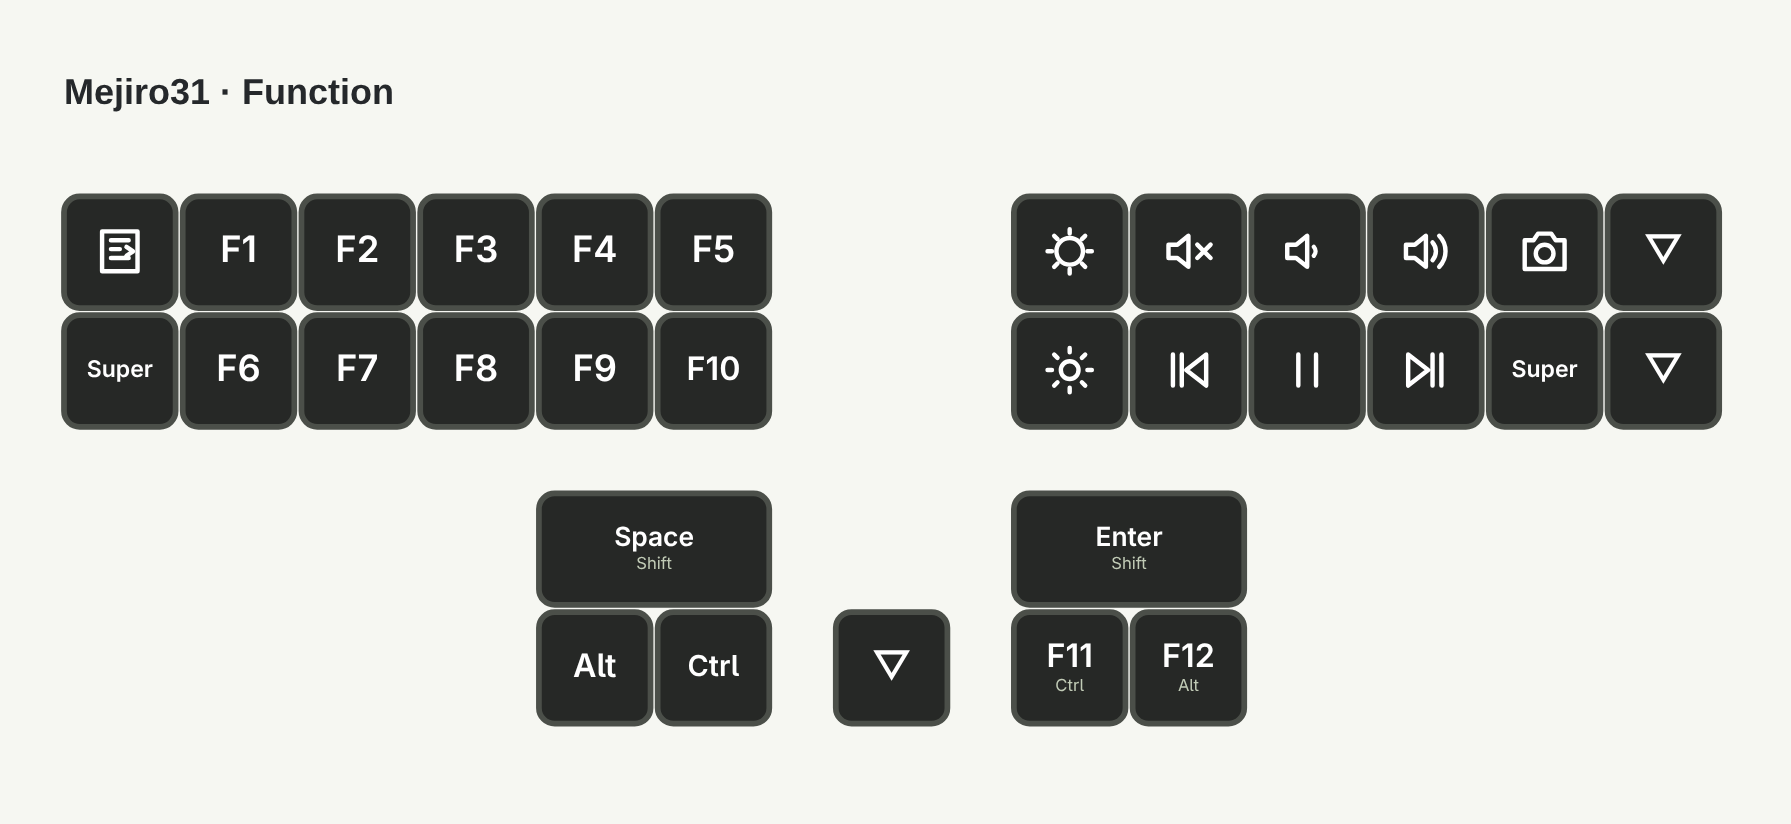 Mejiro31 · Function
F1 F2 F3 F4 F5
Super F6 F7 F8 F9 F10 Super
Space Enter
Shift Shift
Alt Ctrl F11 F12
Ctrl Alt